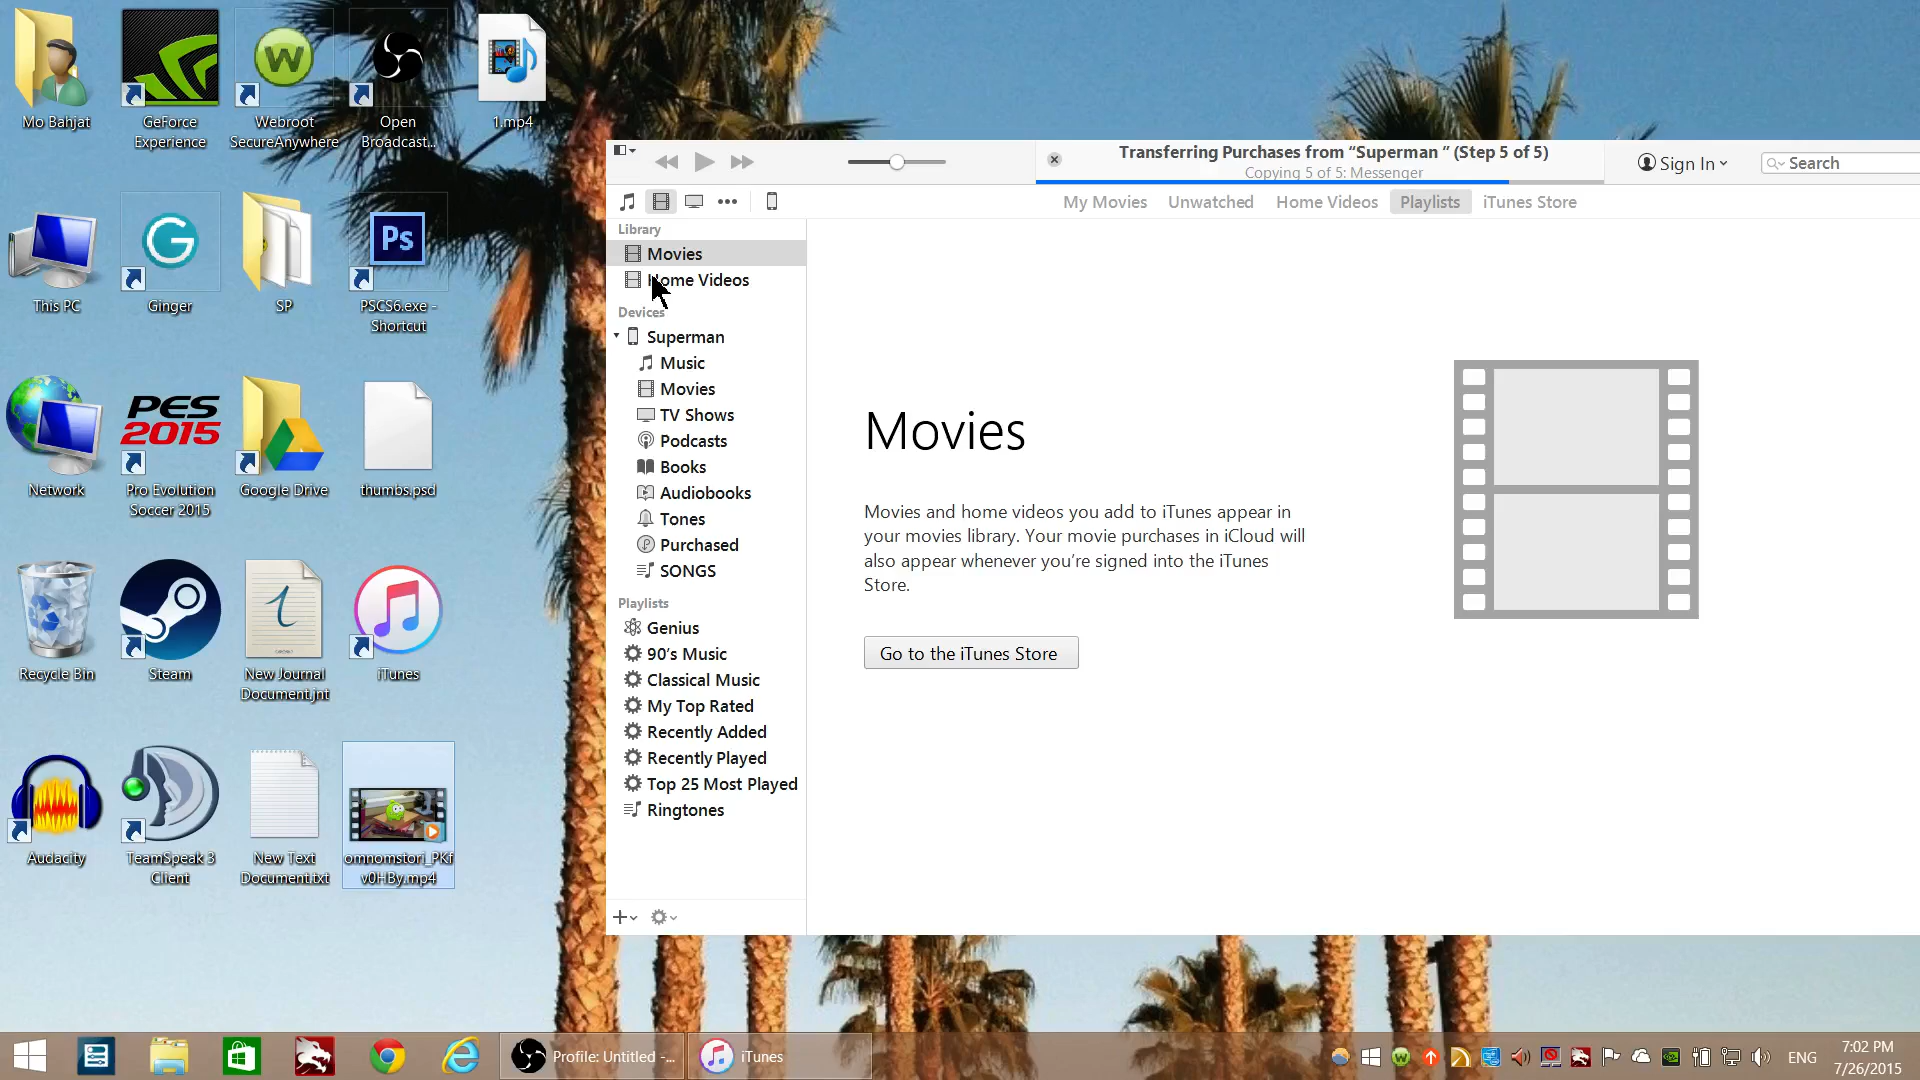 Mo Bahjat
GeForce
Experience
Webroot
SecureAnywhere
Open
Broadcast...
1.mp4
This PC
Ginger
SP
Ps
PSCS6.exe -
Shortcut
Network
PES
2015
Pro Evolution
Soccer 2015
Google Drive
thumbs.psd
Recycle Bin
Steam
New Journal
Document.jnt
iTunes
Audacity
TeamSpeak 3
Client
New Text
Document.txt
omnomstori_PKf
v0HBy.mp4
Transferring Purchases from “Superman ” (Step 5 of 5)
Copying 5 of 5: Messenger
Sign In
Search
My Movies
Unwatched
Home Videos
Playlists
iTunes Store
Library
Movies
Home Videos
Devices
Superman
Music
Movies
TV Shows
Podcasts
Books
Audiobooks
Tones
Purchased
SONGS
Playlists
Genius
90’s Music
Classical Music
My Top Rated
Recently Added
Recently Played
Top 25 Most Played
Ringtones
Movies
Movies and home videos you add to iTunes appear in
your movies library. Your movie purchases in iCloud will
also appear whenever you’re signed into the iTunes
Store.
Go to the iTunes Store
Profile: Untitled -...
iTunes
ENG
7:02 PM
7/26/2015